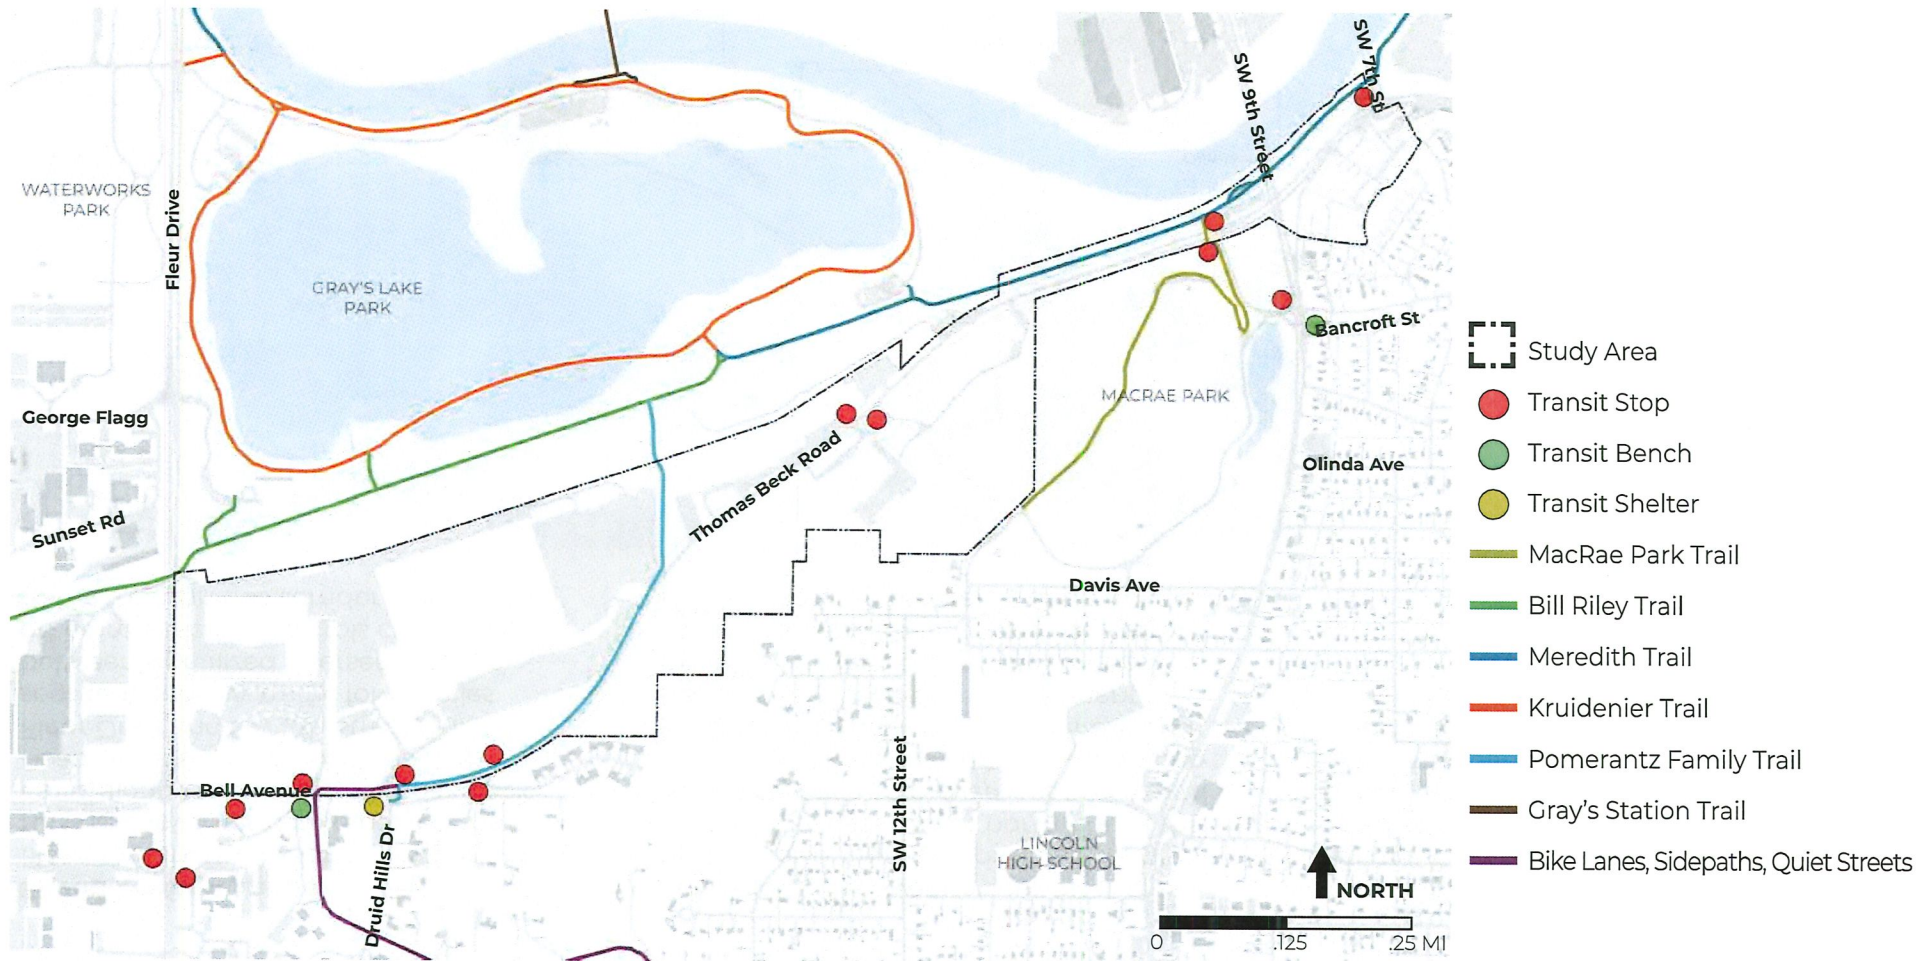 SW 7th St
SW 9th Street
WATERWORKS
PARK
Fleur Drive
GRAY'S LAKE
PARK
Bancroft St
MACRAE PARK
George Flagg
Sunset Rd
Thomas Beck Road
Olinda Ave
Davis Ave
Bell Avenue
Druid Hills Dr
SW 12th Street
LINCOLN
HIGH SCHOOL
NORTH
0 .125 .25 MI
Study Area
Transit Stop
Transit Bench
Transit Shelter
MacRae Park Trail
Bill Riley Trail
Meredith Trail
Kruidenier Trail
Pomerantz Family Trail
Gray's Station Trail
Bike Lanes, Sidepaths, Quiet Streets